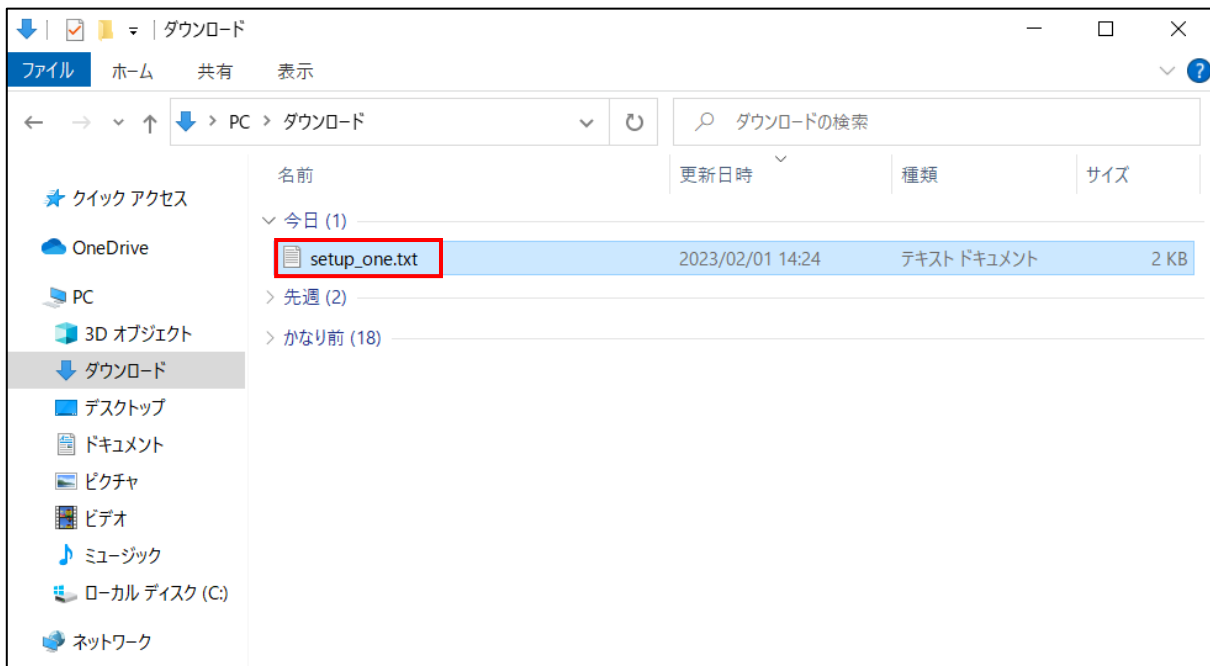 ダウンロード
ファイル ホーム 共有 表示 ?
PC ダウンロード ダウンロードの検索
名前 更新日時 種類 サイズ
クイック アクセス
OneDrive
PC
3D オブジェクト
ダウンロード
デスクトップ
ドキュメント
ピクチャ
ビデオ
ミュージック
ローカル ディスク (C:)
ネットワーク
今日 (1)
setup_one.txt 2023/02/01 14:24 テキスト ドキュメント 2 KB
先週 (2)
かなり前 (18)